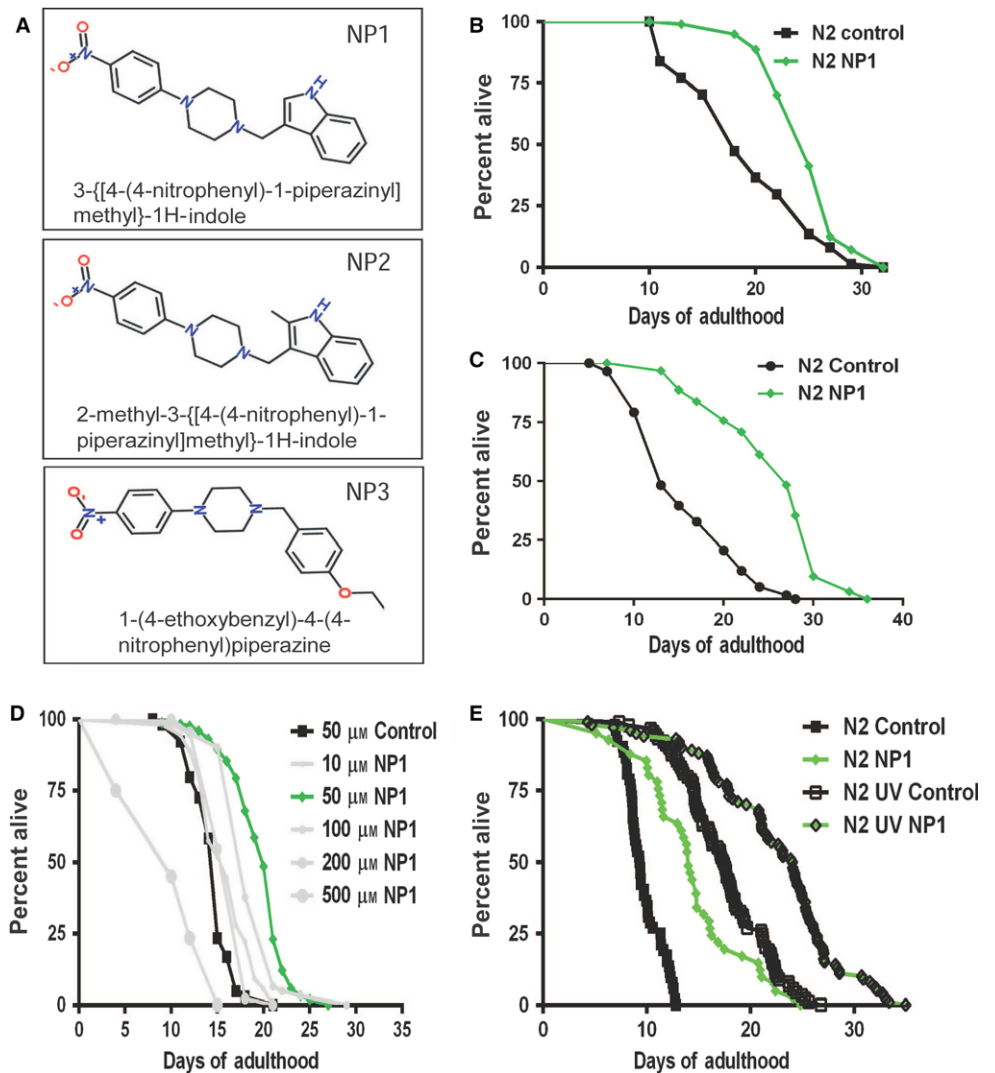 A
NP1
O
N
+
O
-
N
N
N
H
3-{[4-(4-nitrophenyl)-1-piperazinyl]
methyl}-1H-indole
NP2
O
N
+
O
-
N
N
N
H
2-methyl-3-{[4-(4-nitrophenyl)-1-
piperazinyl]methyl}-1H-indole
NP3
O
-
N
+
O
N
N
O
1-(4-ethoxybenzyl)-4-(4-
nitrophenyl)piperazine
B
N2 control
N2 NP1
Percent alive
100
75
50
25
0
0 10 20 30
Days of adulthood
C
N2 Control
N2 NP1
Percent alive
100
75
50
25
0
0 10 20 30 40
Days of adulthood
D
50 μM Control
10 μM NP1
50 μM NP1
100 μM NP1
200 μM NP1
500 μM NP1
Percent alive
100
75
50
25
0
0 5 10 15 20 25 30 35
Days of adulthood
E
N2 Control
N2 NP1
N2 UV Control
N2 UV NP1
Percent alive
100
75
50
25
0
0 10 20 30
Days of adulthood